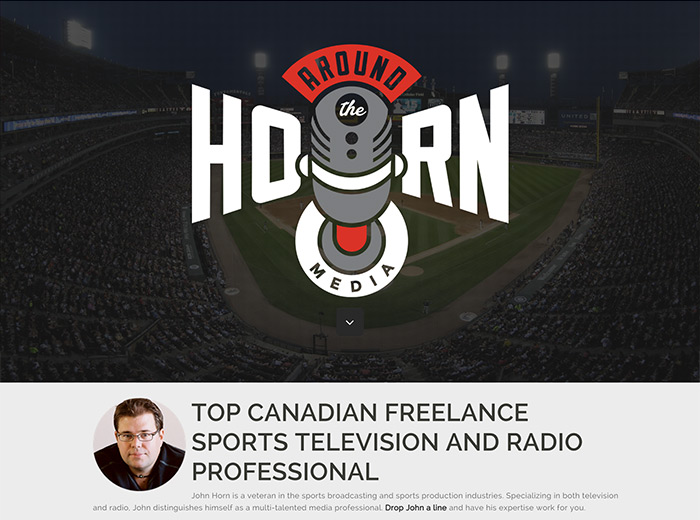 AROUND
the
HORN
MEDIA
TOP CANADIAN FREELANCE
SPORTS TELEVISION AND RADIO
PROFESSIONAL
John Horn is a veteran in the sports broadcasting and sports production industries. Specializing in both television
and radio, John distinguishes himself as a multi-talented media professional. Drop John a line and have his expertise work for you.